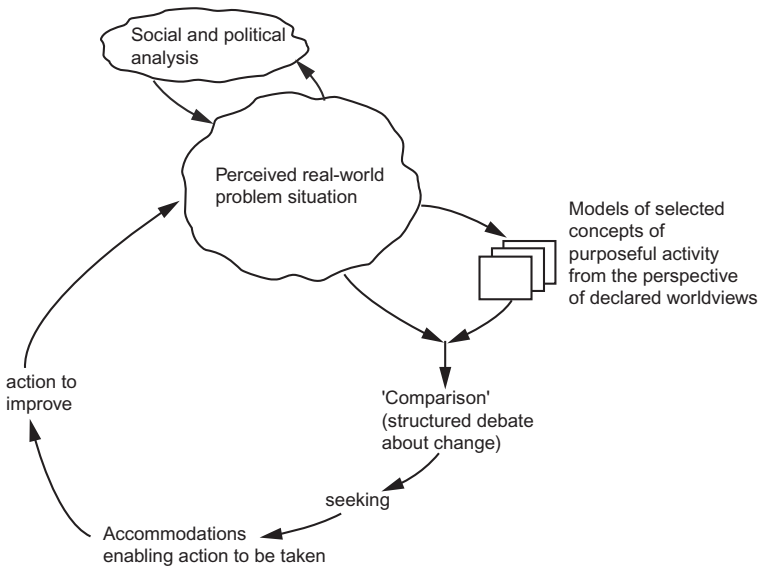 Social and political
analysis
Perceived real-world
problem situation
Models of selected
concepts of
purposeful activity
from the perspective
of declared worldviews
action to
improve
'Comparison'
(structured debate
about change)
seeking
Accommodations
enabling action to be taken